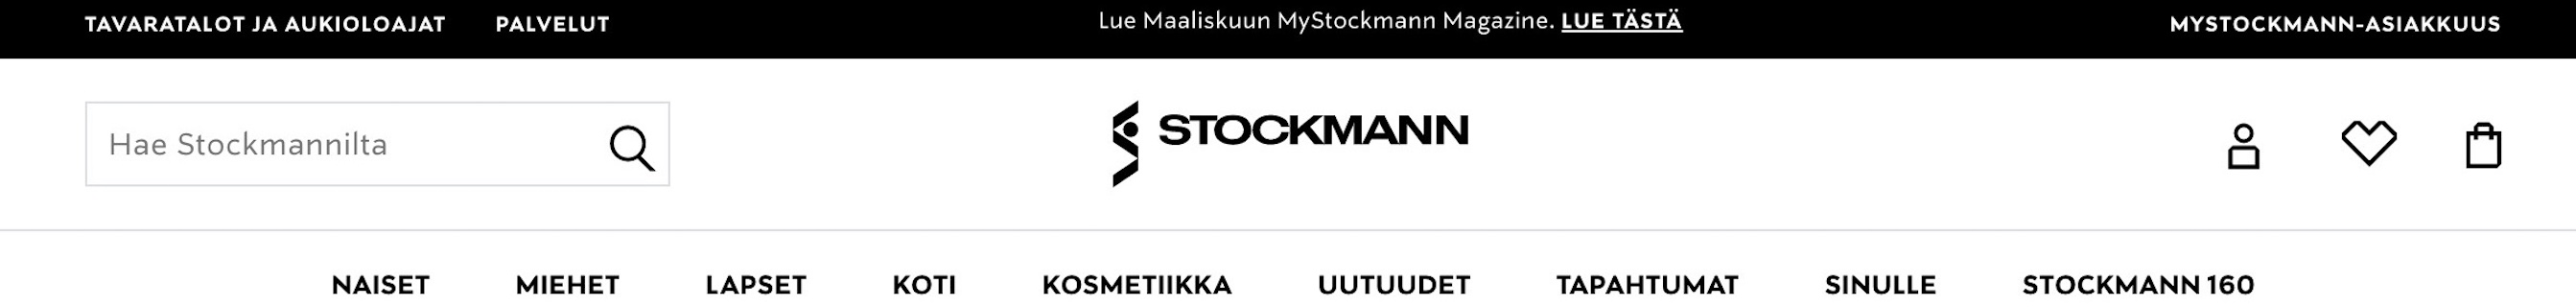 TAVARATALOT JA AUKIOLOAJAT PALVELUT Lue Maaliskuun MyStockmann Magazine. LUE TÄSTÄ MYSTOCKMANN-ASIAKKUUS
Hae Stockmannilta STOCKMANN
NAISET MIEHET LAPSET KOTI KOSMETIIKKA UUTUUDET TAPAHTUMAT SINULLE STOCKMANN 160